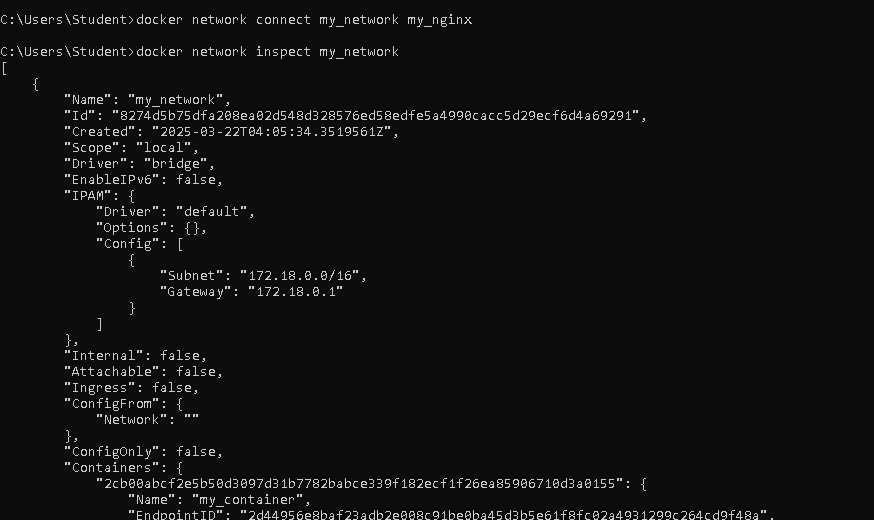 C:\Users\Student>docker network connect my_network my_nginx
C:\Users\Student>docker network inspect my_network
[
    {
        "Name": "my_network",
        "Id": "8274d5b75dfa208ea02d548d328576ed58edfe5a4990cacc5d29ecf6d4a69291",
        "Created": "2025-03-22T04:05:34.3519561Z",
        "Scope": "local",
        "Driver": "bridge",
        "EnableIPv6": false,
        "IPAM": {
            "Driver": "default",
            "Options": {},
            "Config": [
                {
                    "Subnet": "172.18.0.0/16",
                    "Gateway": "172.18.0.1"
                }
            ]
        },
        "Internal": false,
        "Attachable": false,
        "Ingress": false,
        "ConfigFrom": {
            "Network": ""
        },
        "ConfigOnly": false,
        "Containers": {
            "2cb00abcf2e5b50d3097d31b7782babce339f182ecf1f26ea85906710d3a0155": {
                "Name": "my_container",
                "EndpointID": "2d44956e8baf23adb2e008c91be0ba45d3b5e61f8fc02a4931299c264cd9f48a",